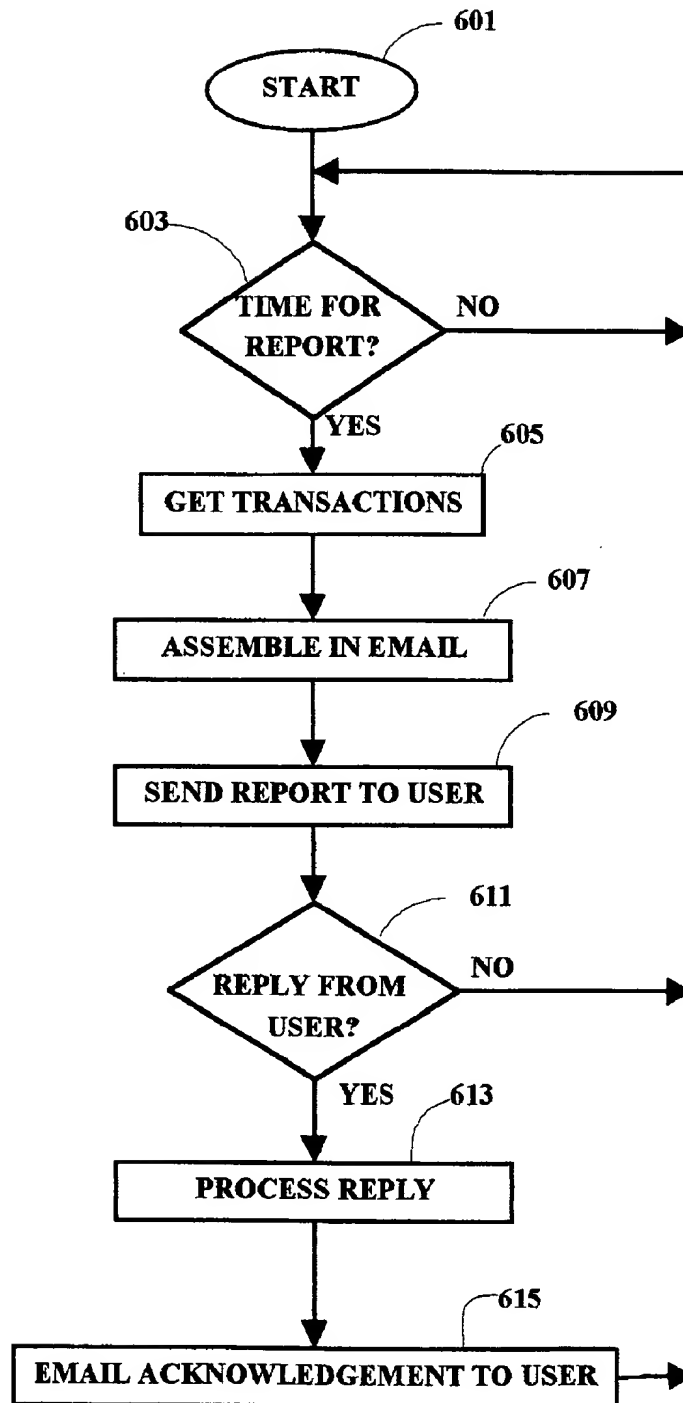 601
START
603
TIME FOR
REPORT?
NO
YES
605
GET TRANSACTIONS
607
ASSEMBLE IN EMAIL
609
SEND REPORT TO USER
611
REPLY FROM
USER?
NO
YES
613
PROCESS REPLY
615
EMAIL ACKNOWLEDGEMENT TO USER